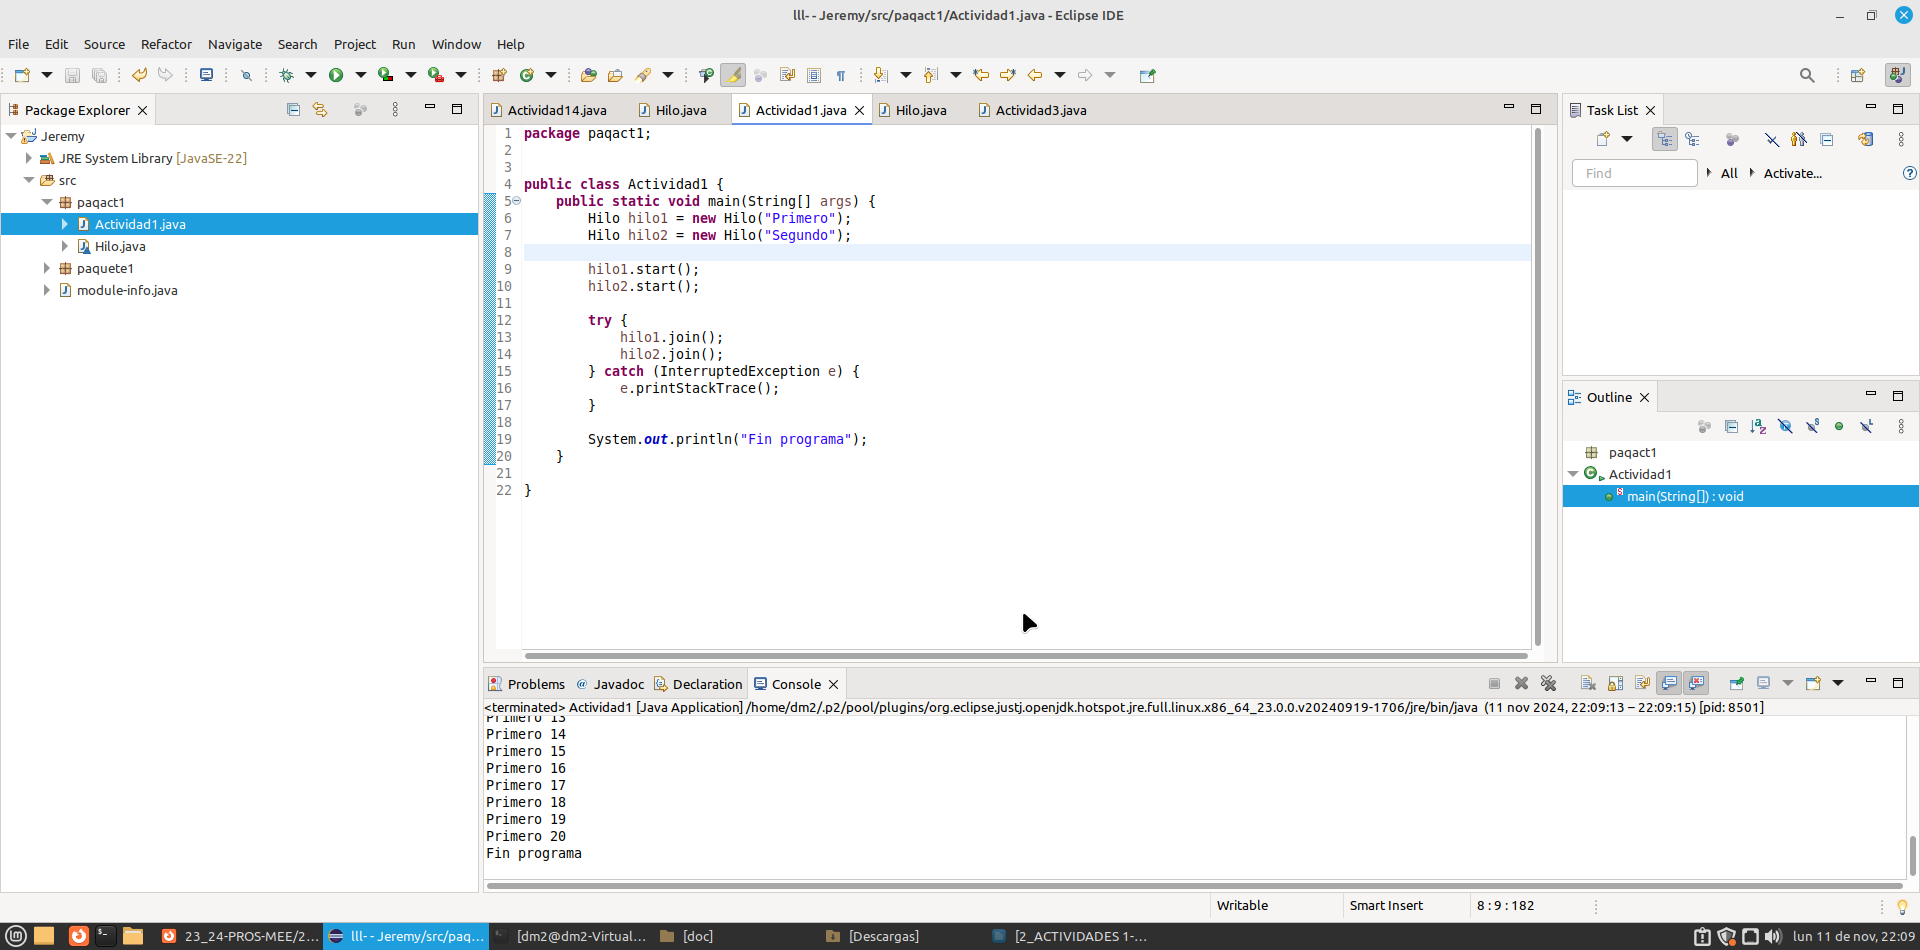 lll- - Jeremy/src/paqact1/Actividad1.java - Eclipse IDE
File Edit Source Refactor Navigate Search Project Run Window Help
Package Explorer
Jeremy
JRE System Library [JavaSE-22]
src
paqact1
Actividad1.java
Hilo.java
paquete1
module-info.java
Actividad14.java Hilo.java Actividad1.java Hilo.java Actividad3.java
1 package paqact1;
2
3
4 public class Actividad1 {
5 public static void main(String[] args) {
6 Hilo hilo1 = new Hilo("Primero");
7 Hilo hilo2 = new Hilo("Segundo");
8
9 hilo1.start();
10 hilo2.start();
11
12 try {
13 hilo1.join();
14 hilo2.join();
15 } catch (InterruptedException e) {
16 e.printStackTrace();
17 }
18
19 System.out.println("Fin programa");
20 }
21
22 }
Task List
Find All Activate...
Outline
paqact1
Actividad1
main(String[]) : void
Problems Javadoc Declaration Console
<terminated> Actividad1 [Java Application] /home/dm2/.p2/pool/plugins/org.eclipse.justj.openjdk.hotspot.jre.full.linux.x86_64_23.0.0.v20240919-1706/jre/bin/java (11 nov 2024, 22:09:13 – 22:09:15) [pid: 8501]
Primero 13
Primero 14
Primero 15
Primero 16
Primero 17
Primero 18
Primero 19
Primero 20
Fin programa
Writable Smart Insert 8 : 9 : 182
23_24-PROS-MEE/2... lll- - Jeremy/src/paq... [dm2@dm2-Virtual... [doc] [Descargas] [2_ACTIVIDADES 1-... lun 11 de nov, 22:09